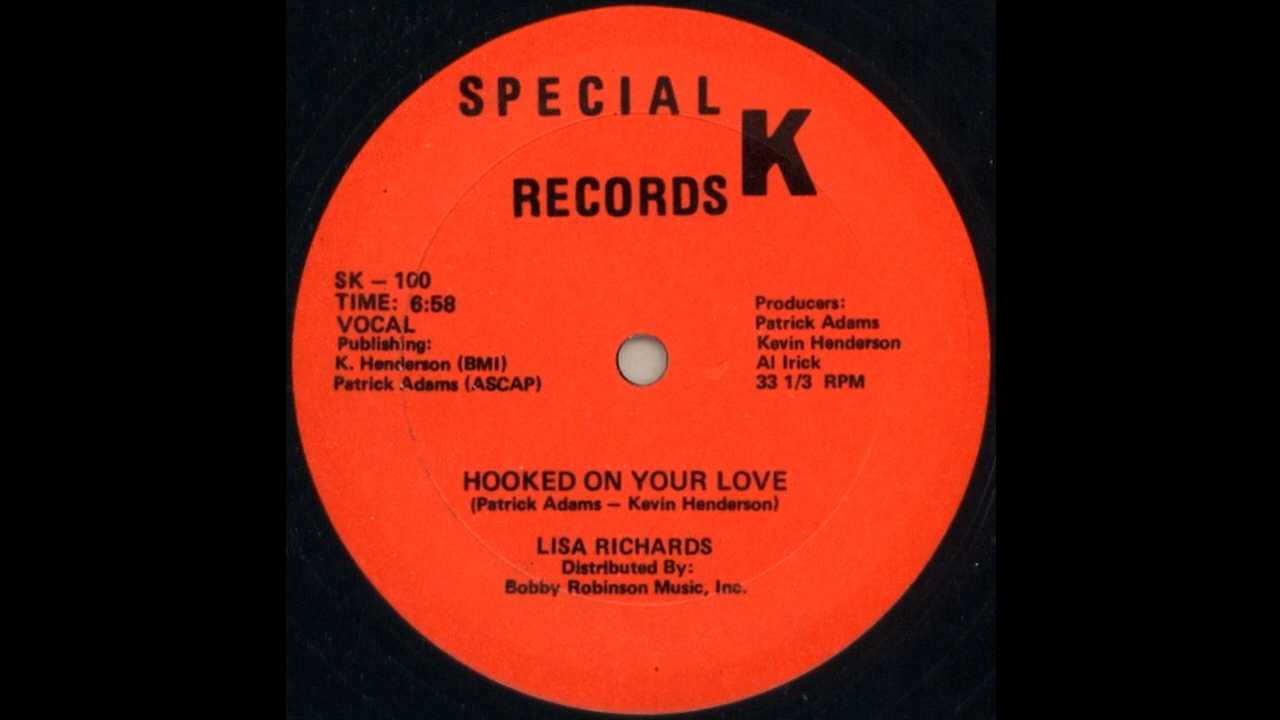 SPECIAL K
RECORDS
SK – 100
TIME: 6:58
VOCAL
Publishing:
K. Henderson (BMI)
Patrick Adams (ASCAP)
Producers:
Patrick Adams
Kevin Henderson
Al Irick
33 1/3 RPM
HOOKED ON YOUR LOVE
(Patrick Adams – Kevin Henderson)
LISA RICHARDS
Distributed By:
Bobby Robinson Music, Inc.